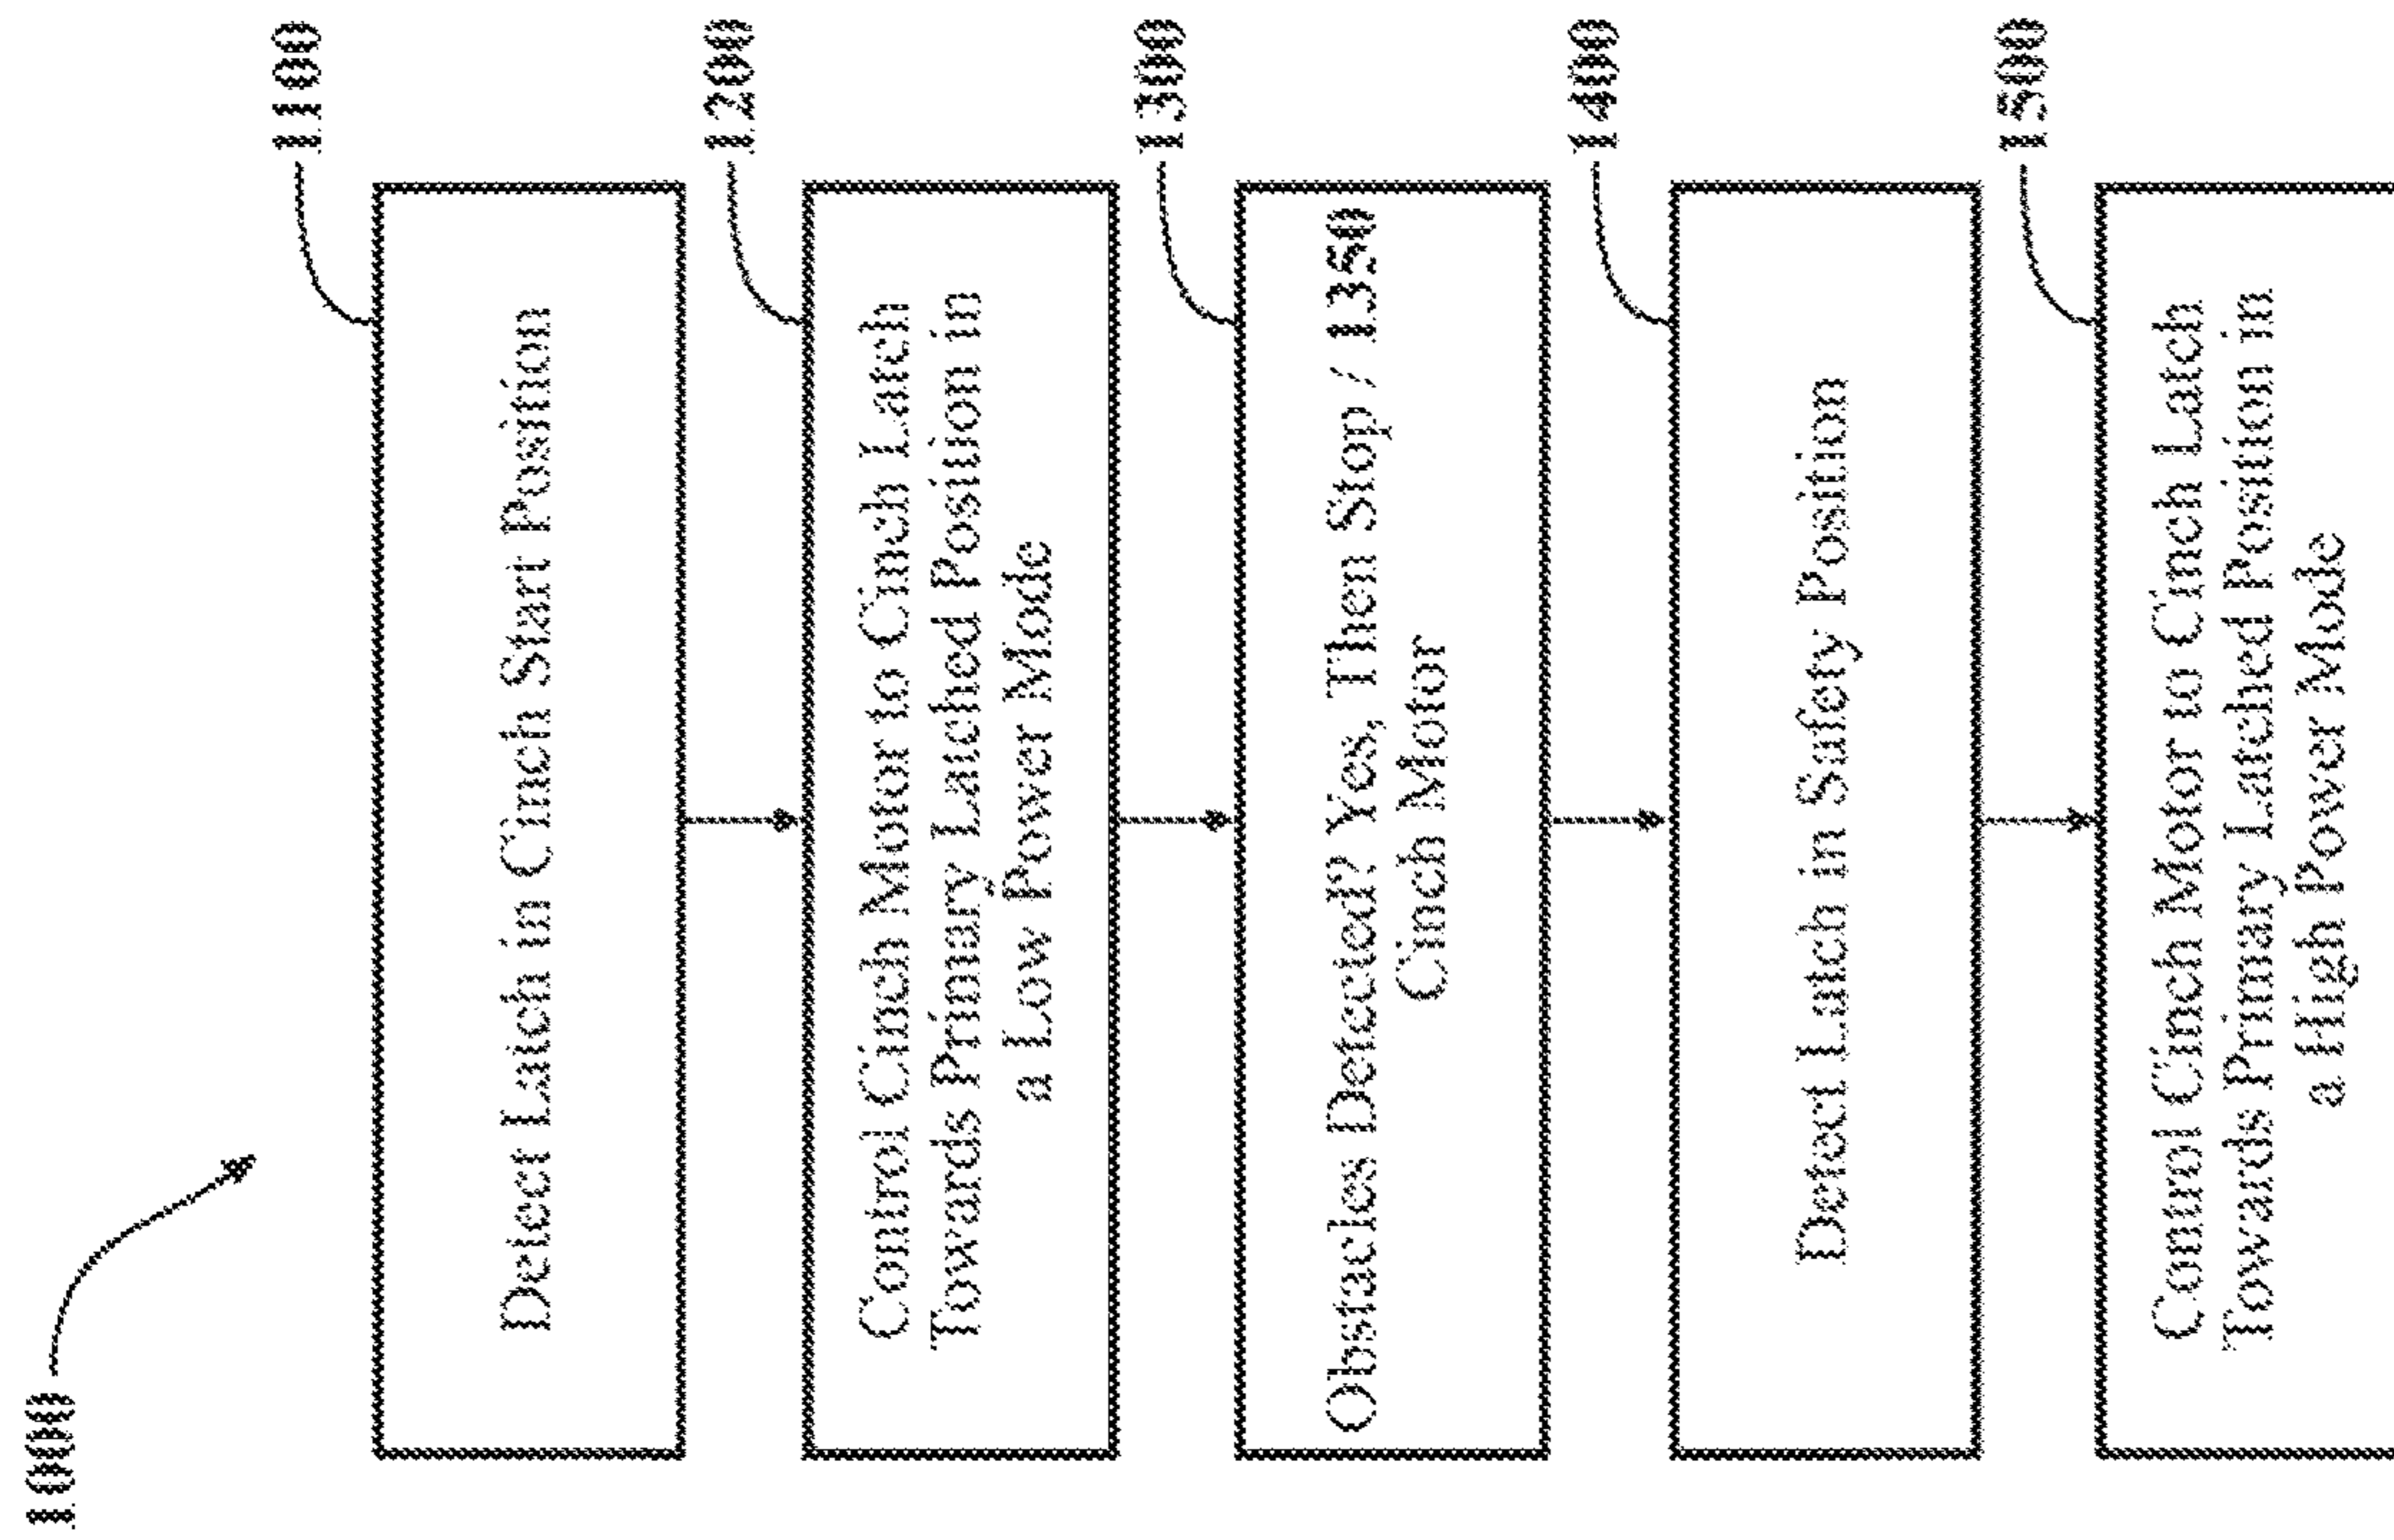 1000
1100
Detect Latch in Cinch Start Position
1200
Control Cinch Motor to Cinch Latch
Towards Primary Latched Position in
a Low Power Mode
1300
Obstacles Detected? Yes, Then Stop / 1350
Cinch Motor
1400
Detect Latch in Safety Position
1500
Control Cinch Motor to Cinch Latch
Towards Primary Latched Position in
a High Power Mode